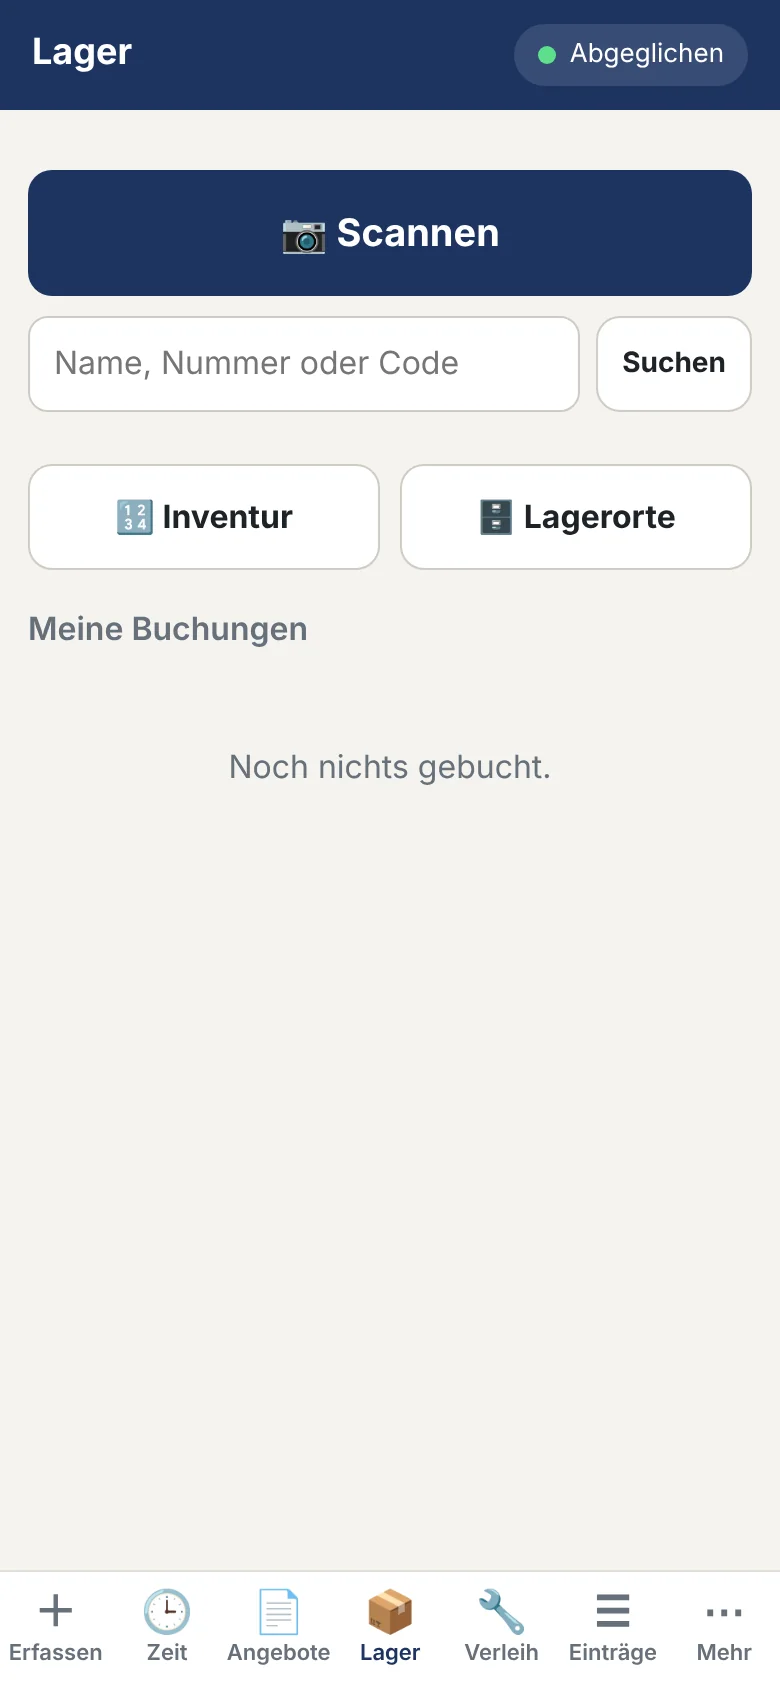 Lager
Abgeglichen
Scannen
Name, Nummer oder Code
Suchen
Inventur
Lagerorte
Meine Buchungen
Noch nichts gebucht.
Erfassen
Zeit
Angebote
Lager
Verleih
Einträge
Mehr